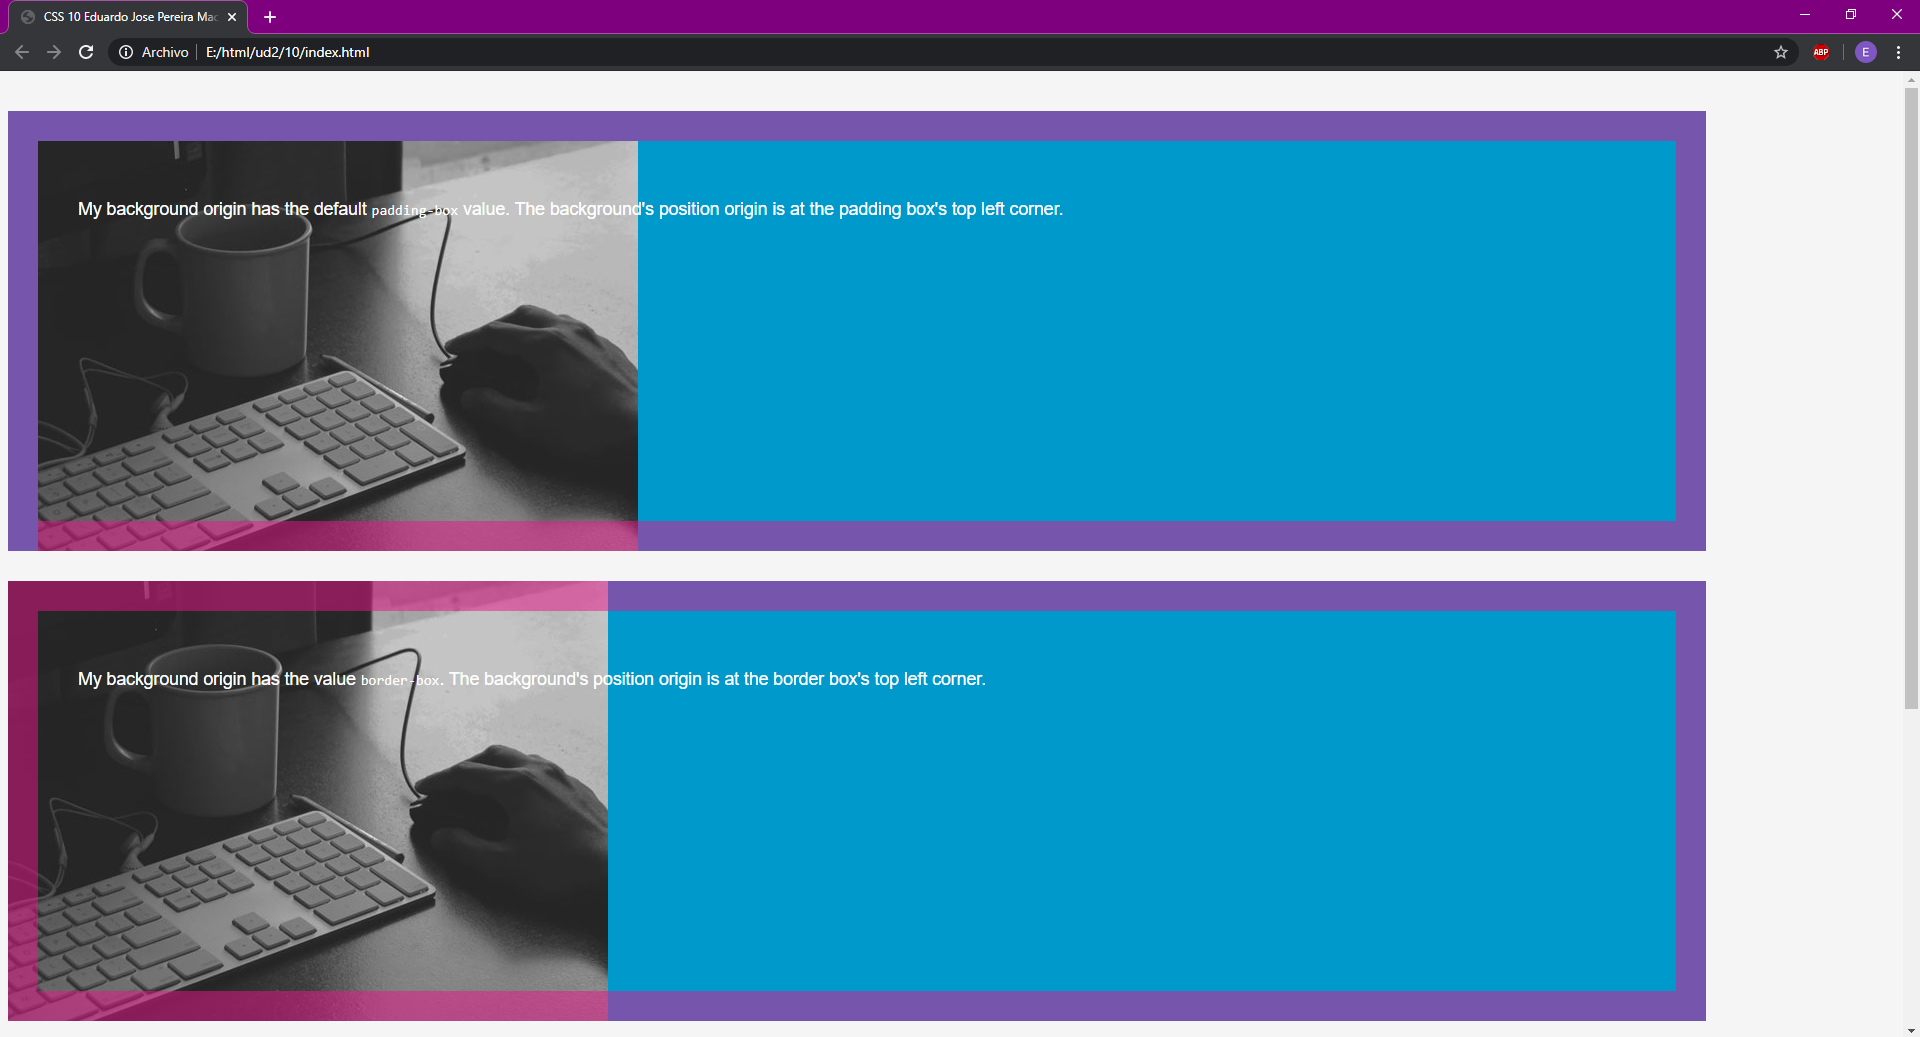 CSS 10 Eduardo Jose Pereira Mac
Archivo E:/html/ud2/10/index.html
ABP
E
My background origin has the default padding-box value. The background's position origin is at the padding box's top left corner.
My background origin has the value border-box. The background's position origin is at the border box's top left corner.